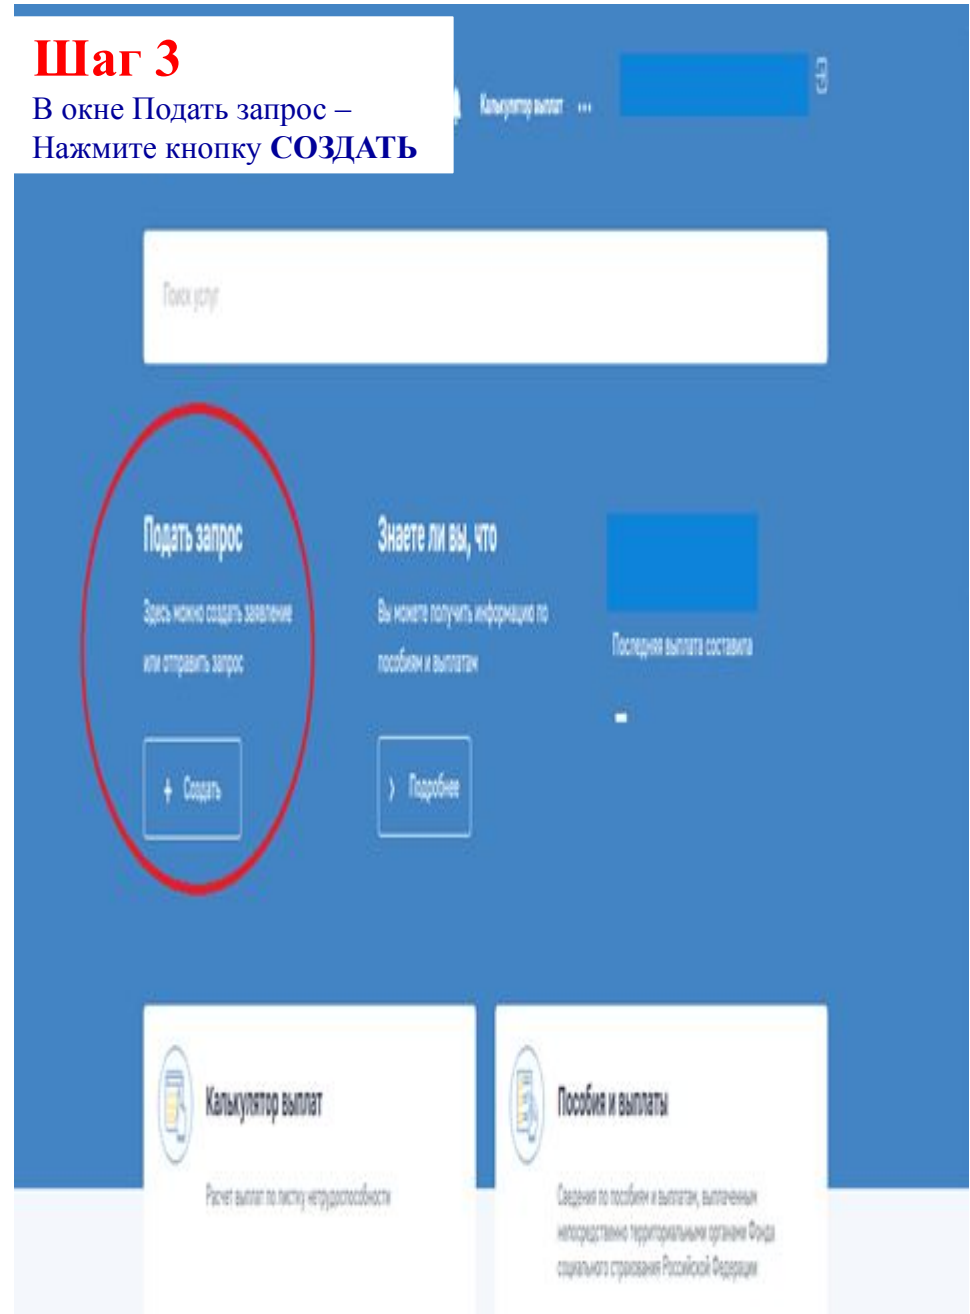 Шаг 3
В окне Подать запрос –
Нажмите кнопку СОЗДАТЬ
Калькулятор выплат ...
Поиск услуг
Подать запрос
Здесь можно создать заявление
или отправить запрос
+ Создать
Знаете ли вы, что
Вы можете получить информацию по
пособиям и выплатам
> Подробнее
Последняя выплата составила
–
Калькулятор выплат
Расчет выплат по листку нетрудоспособности
Пособия и выплаты
Сведения по пособиям и выплатам, выплаченным
непосредственно территориальными органами Фонда
социального страхования Российской Федерации